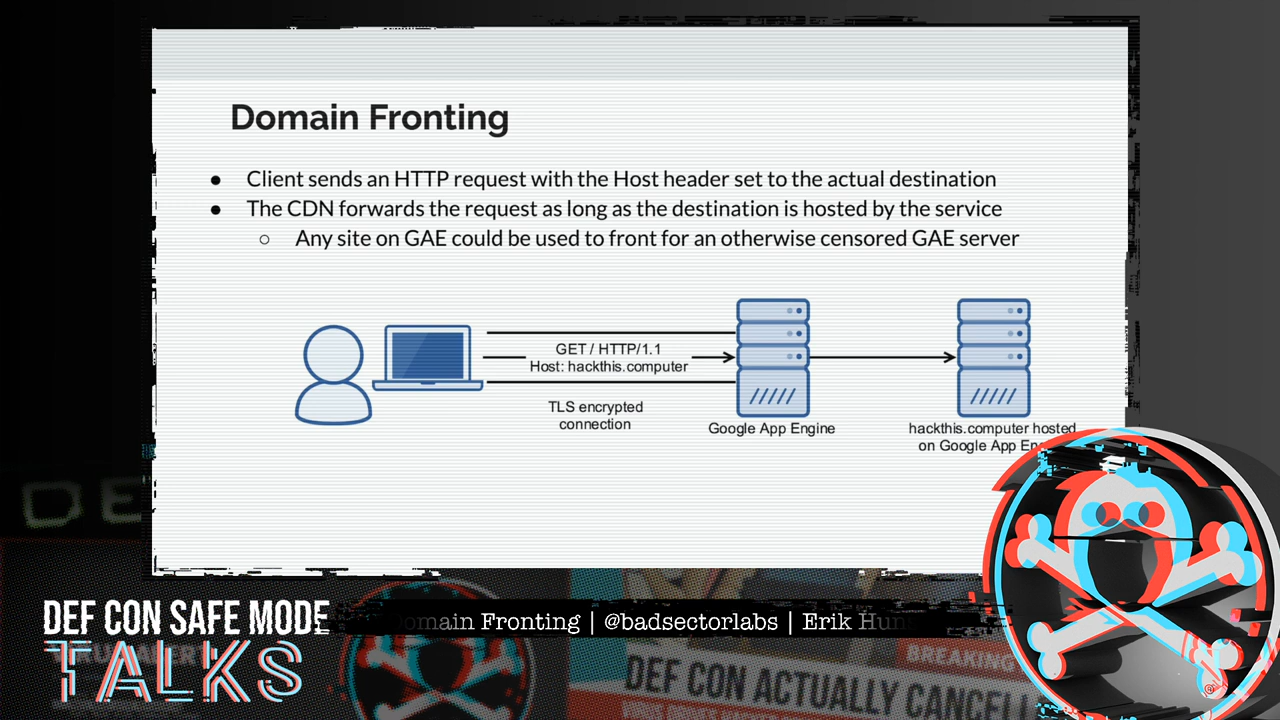 Domain Fronting
● Client sends an HTTP request with the Host header set to the actual destination
● The CDN forwards the request as long as the destination is hosted by the service
○ Any site on GAE could be used to front for an otherwise censored GAE server
GET / HTTP/1.1
Host: hackthis.computer
TLS encrypted
connection
Google App Engine
hackthis.computer hosted
on Google App
DEF CON SAFE MODE
TALKS
Fronting | @badsectorlabs | Erik
BREAKING
DEF CON ACTUALLY